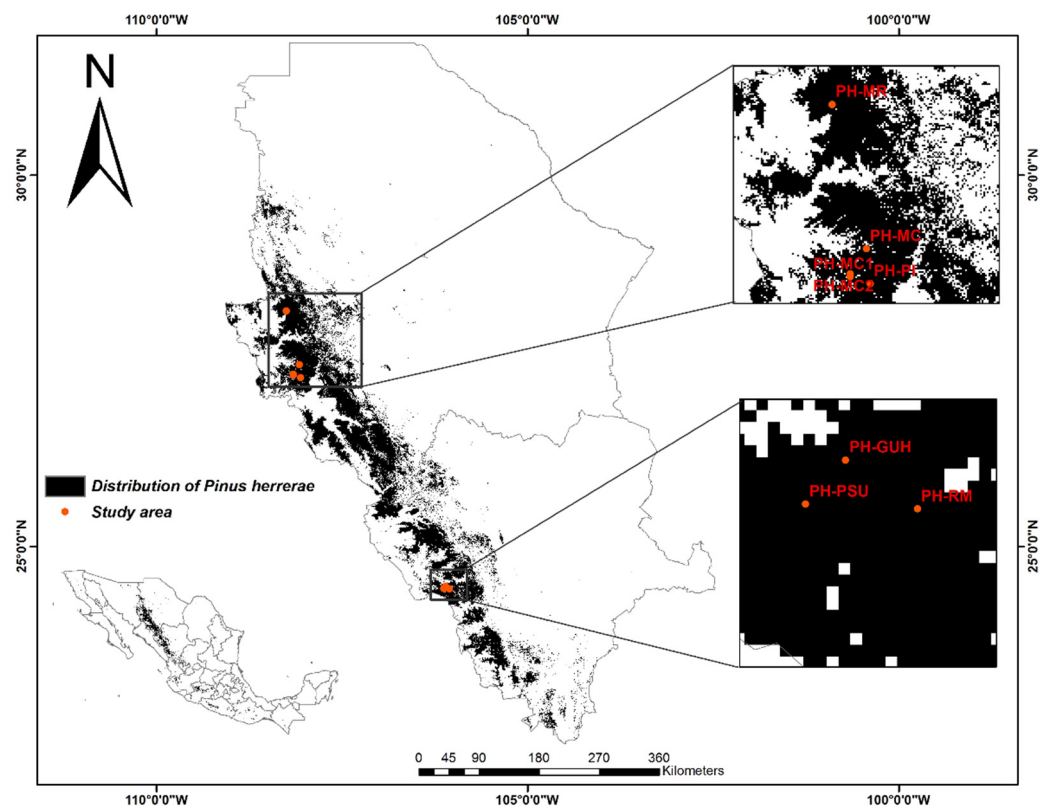 110°0'0"W 105°0'0"W 100°0'0"W
N
30°0'0"N
30°0'0"N
PH-MR
PH-MC
PH-MC1
PH-PI
PH-MC2
Distribution of Pinus herrerae
Study area
PH-GUH
PH-PSU
PH-RM
25°0'0"N
25°0'0"N
0 45 90 180 270 360
Kilometers
110°0'0"W 105°0'0"W 100°0'0"W